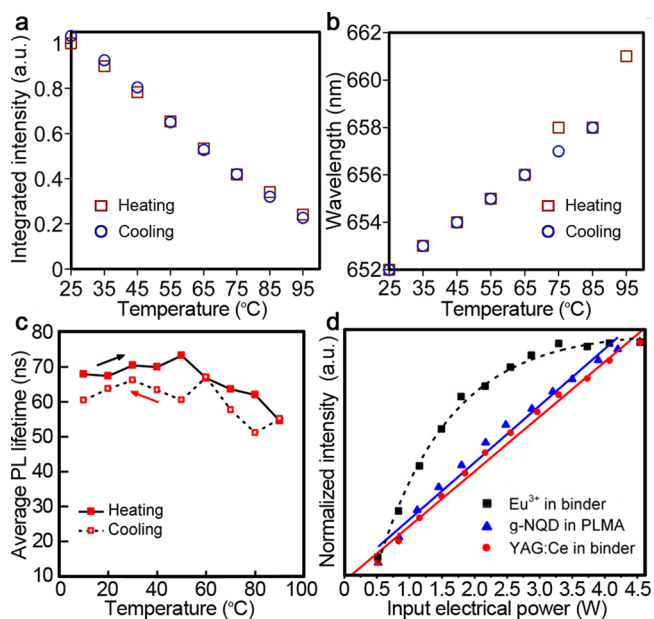 a
Integrated intensity (a.u.)
1
0.8
0.6
0.4
0.2
0
Heating
Cooling
25 35 45 55 65 75 85 95
Temperature (°C)
b
Wavelength (nm)
662
660
658
656
654
652
Heating
Cooling
25 35 45 55 65 75 85 95
Temperature (°C)
c
Average PL lifetime (ns)
80
70
60
50
40
30
20
10
Heating
Cooling
0 20 40 60 80 100
Temperature (°C)
d
Normalized intensity (a.u.)
Eu³⁺ in binder
g-NQD in PLMA
YAG:Ce in binder
0 0.5 1.0 1.5 2.0 2.5 3.0 3.5 4.0 4.5
Input electrical power (W)